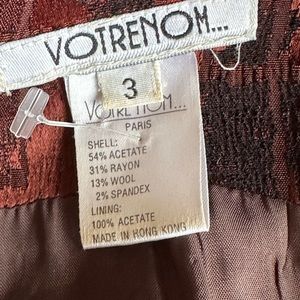 VOTRENOM...
3
VOTRE NOM...
PARIS
SHELL:
54% ACETATE
31% RAYON
13% WOOL
2% SPANDEX
LINING:
100% ACETATE
MADE IN HONG KONG